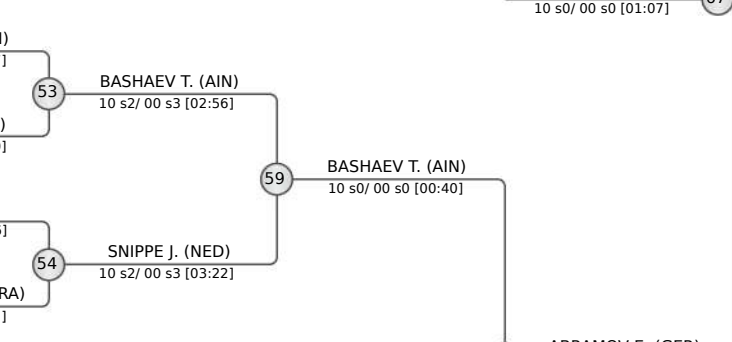 10 s0/ 00 s0 [01:07]
53
BASHAEV T. (AIN)
10 s2/ 00 s3 [02:56]
59
BASHAEV T. (AIN)
10 s0/ 00 s0 [00:40]
54
SNIPPE J. (NED)
10 s2/ 00 s3 [03:22]
RA)